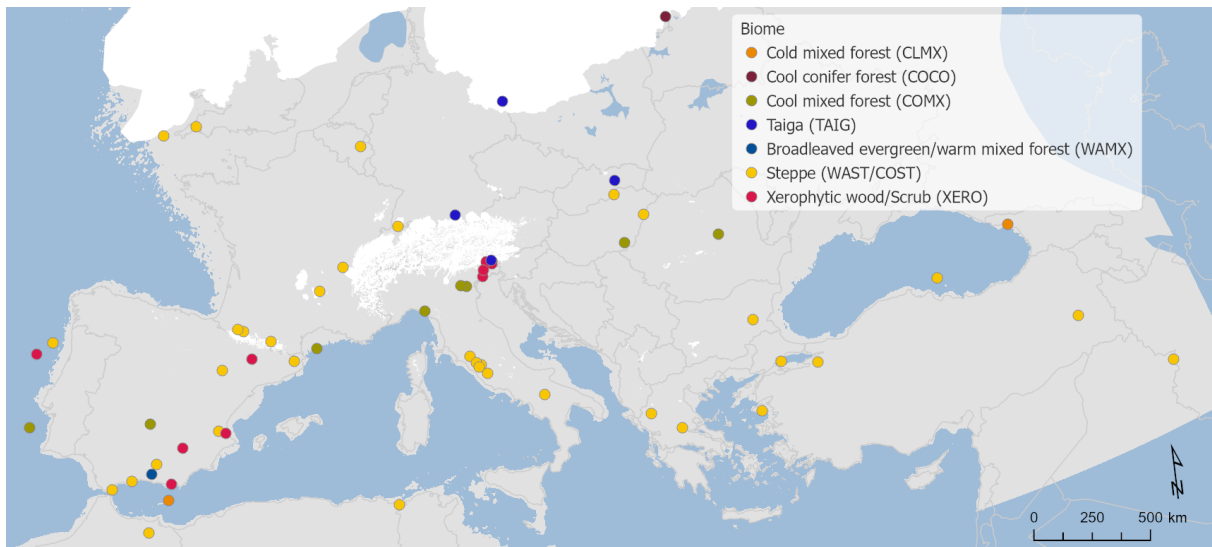 Biome
Cold mixed forest (CLMX)
Cool conifer forest (COCO)
Cool mixed forest (COMX)
Taiga (TAIG)
Broadleaved evergreen/warm mixed forest (WAMX)
Steppe (WAST/COST)
Xerophytic wood/Scrub (XERO)
N
0 250 500 km